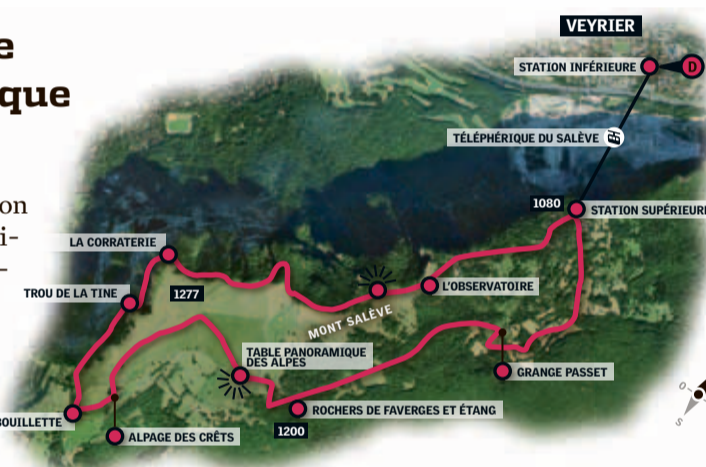 e
que
on
i-
-
VEYRIER
STATION INFÉRIEURE
D
TÉLÉPHÉRIQUE DU SALÈVE
1080
STATION SUPÉRIEUR
LA CORRATERIE
TROU DE LA TINE
1277
L'OBSERVATOIRE
MONT SALÈVE
TABLE PANORAMIQUE
DES ALPES
GRANGE PASSET
BOUILLETTE
ROCHERS DE FAVERGES ET ÉTANG
1200
ALPAGE DES CRÊTS
O
S